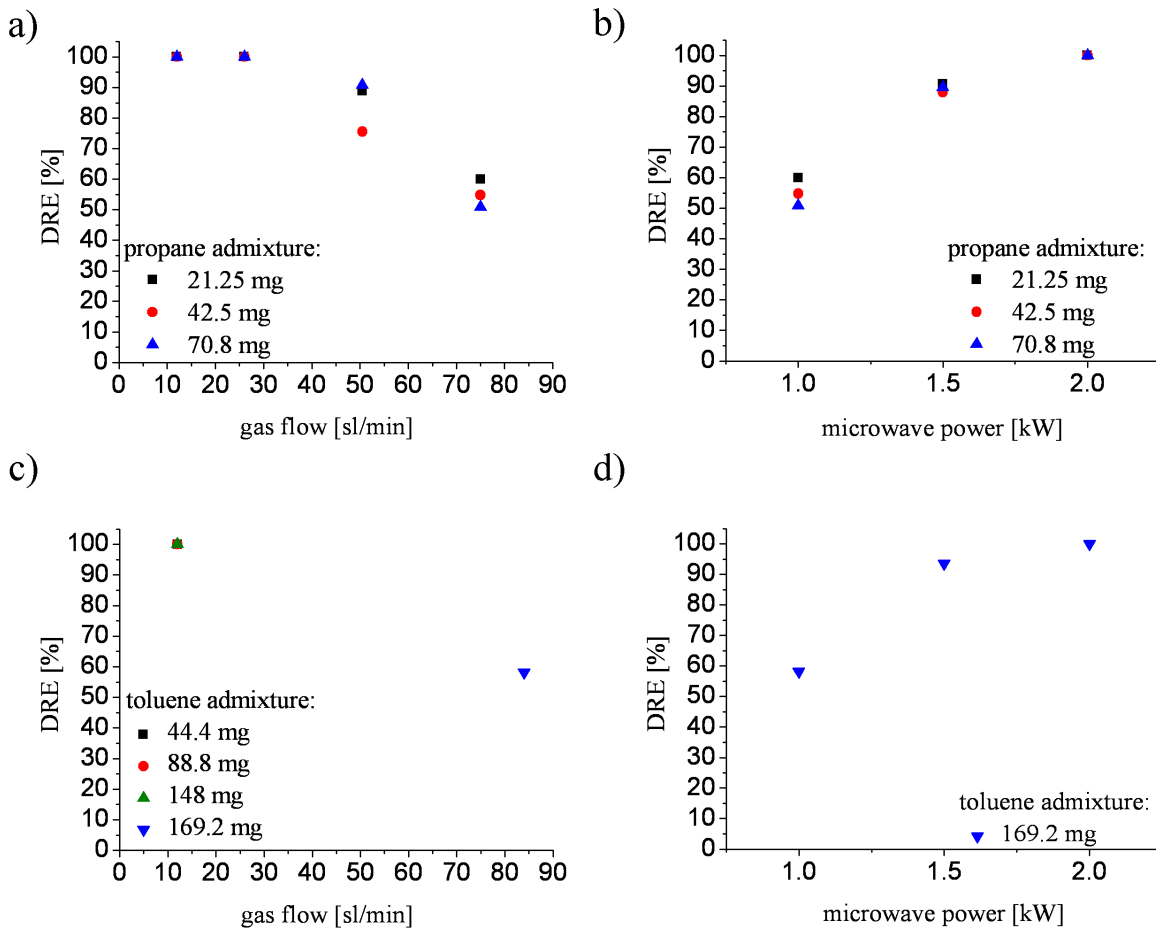 a)
100
90
80
70
60
50
40
30
20
10
0
DRE [%]
propane admixture:
21.25 mg
42.5 mg
70.8 mg
0 10 20 30 40 50 60 70 80 90
gas flow [sl/min]
b)
100
90
80
70
60
50
40
30
20
10
0
DRE [%]
propane admixture:
21.25 mg
42.5 mg
70.8 mg
1.0 1.5 2.0
microwave power [kW]
c)
100
90
80
70
60
50
40
30
20
10
0
DRE [%]
toluene admixture:
44.4 mg
88.8 mg
148 mg
169.2 mg
0 10 20 30 40 50 60 70 80 90
gas flow [sl/min]
d)
100
90
80
70
60
50
40
30
20
10
0
DRE [%]
toluene admixture:
169.2 mg
1.0 1.5 2.0
microwave power [kW]